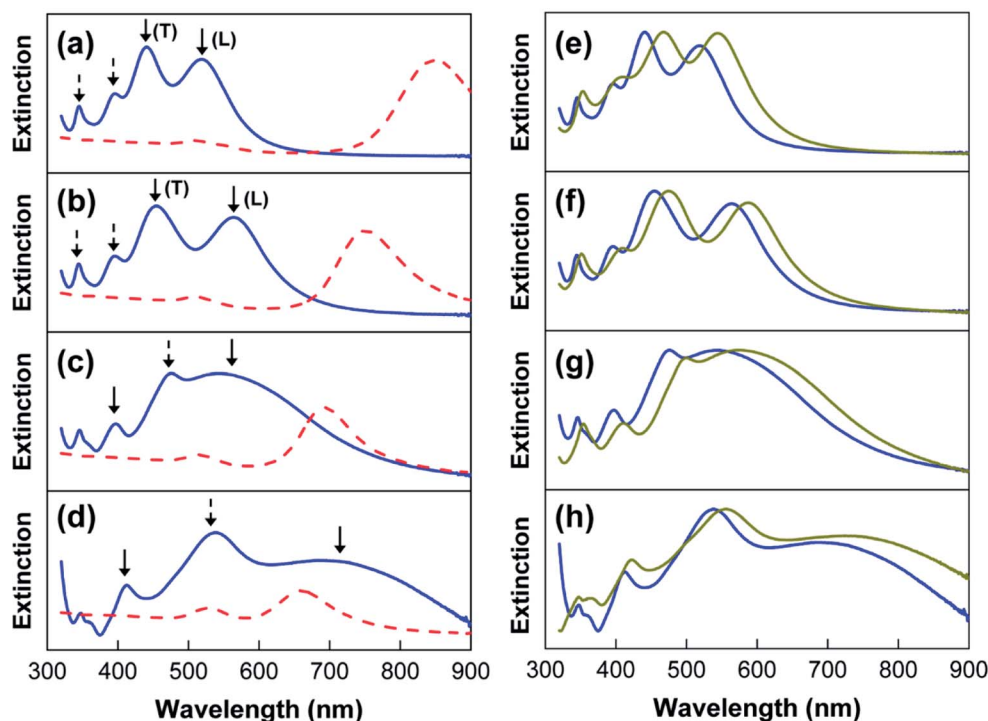 (a)
(T)
(L)
Extinction
(b)
(T)
(L)
Extinction
(c)
Extinction
(d)
Extinction
300 400 500 600 700 800 900
Wavelength (nm)
(e)
Extinction
(f)
Extinction
(g)
Extinction
(h)
Extinction
300 400 500 600 700 800 900
Wavelength (nm)